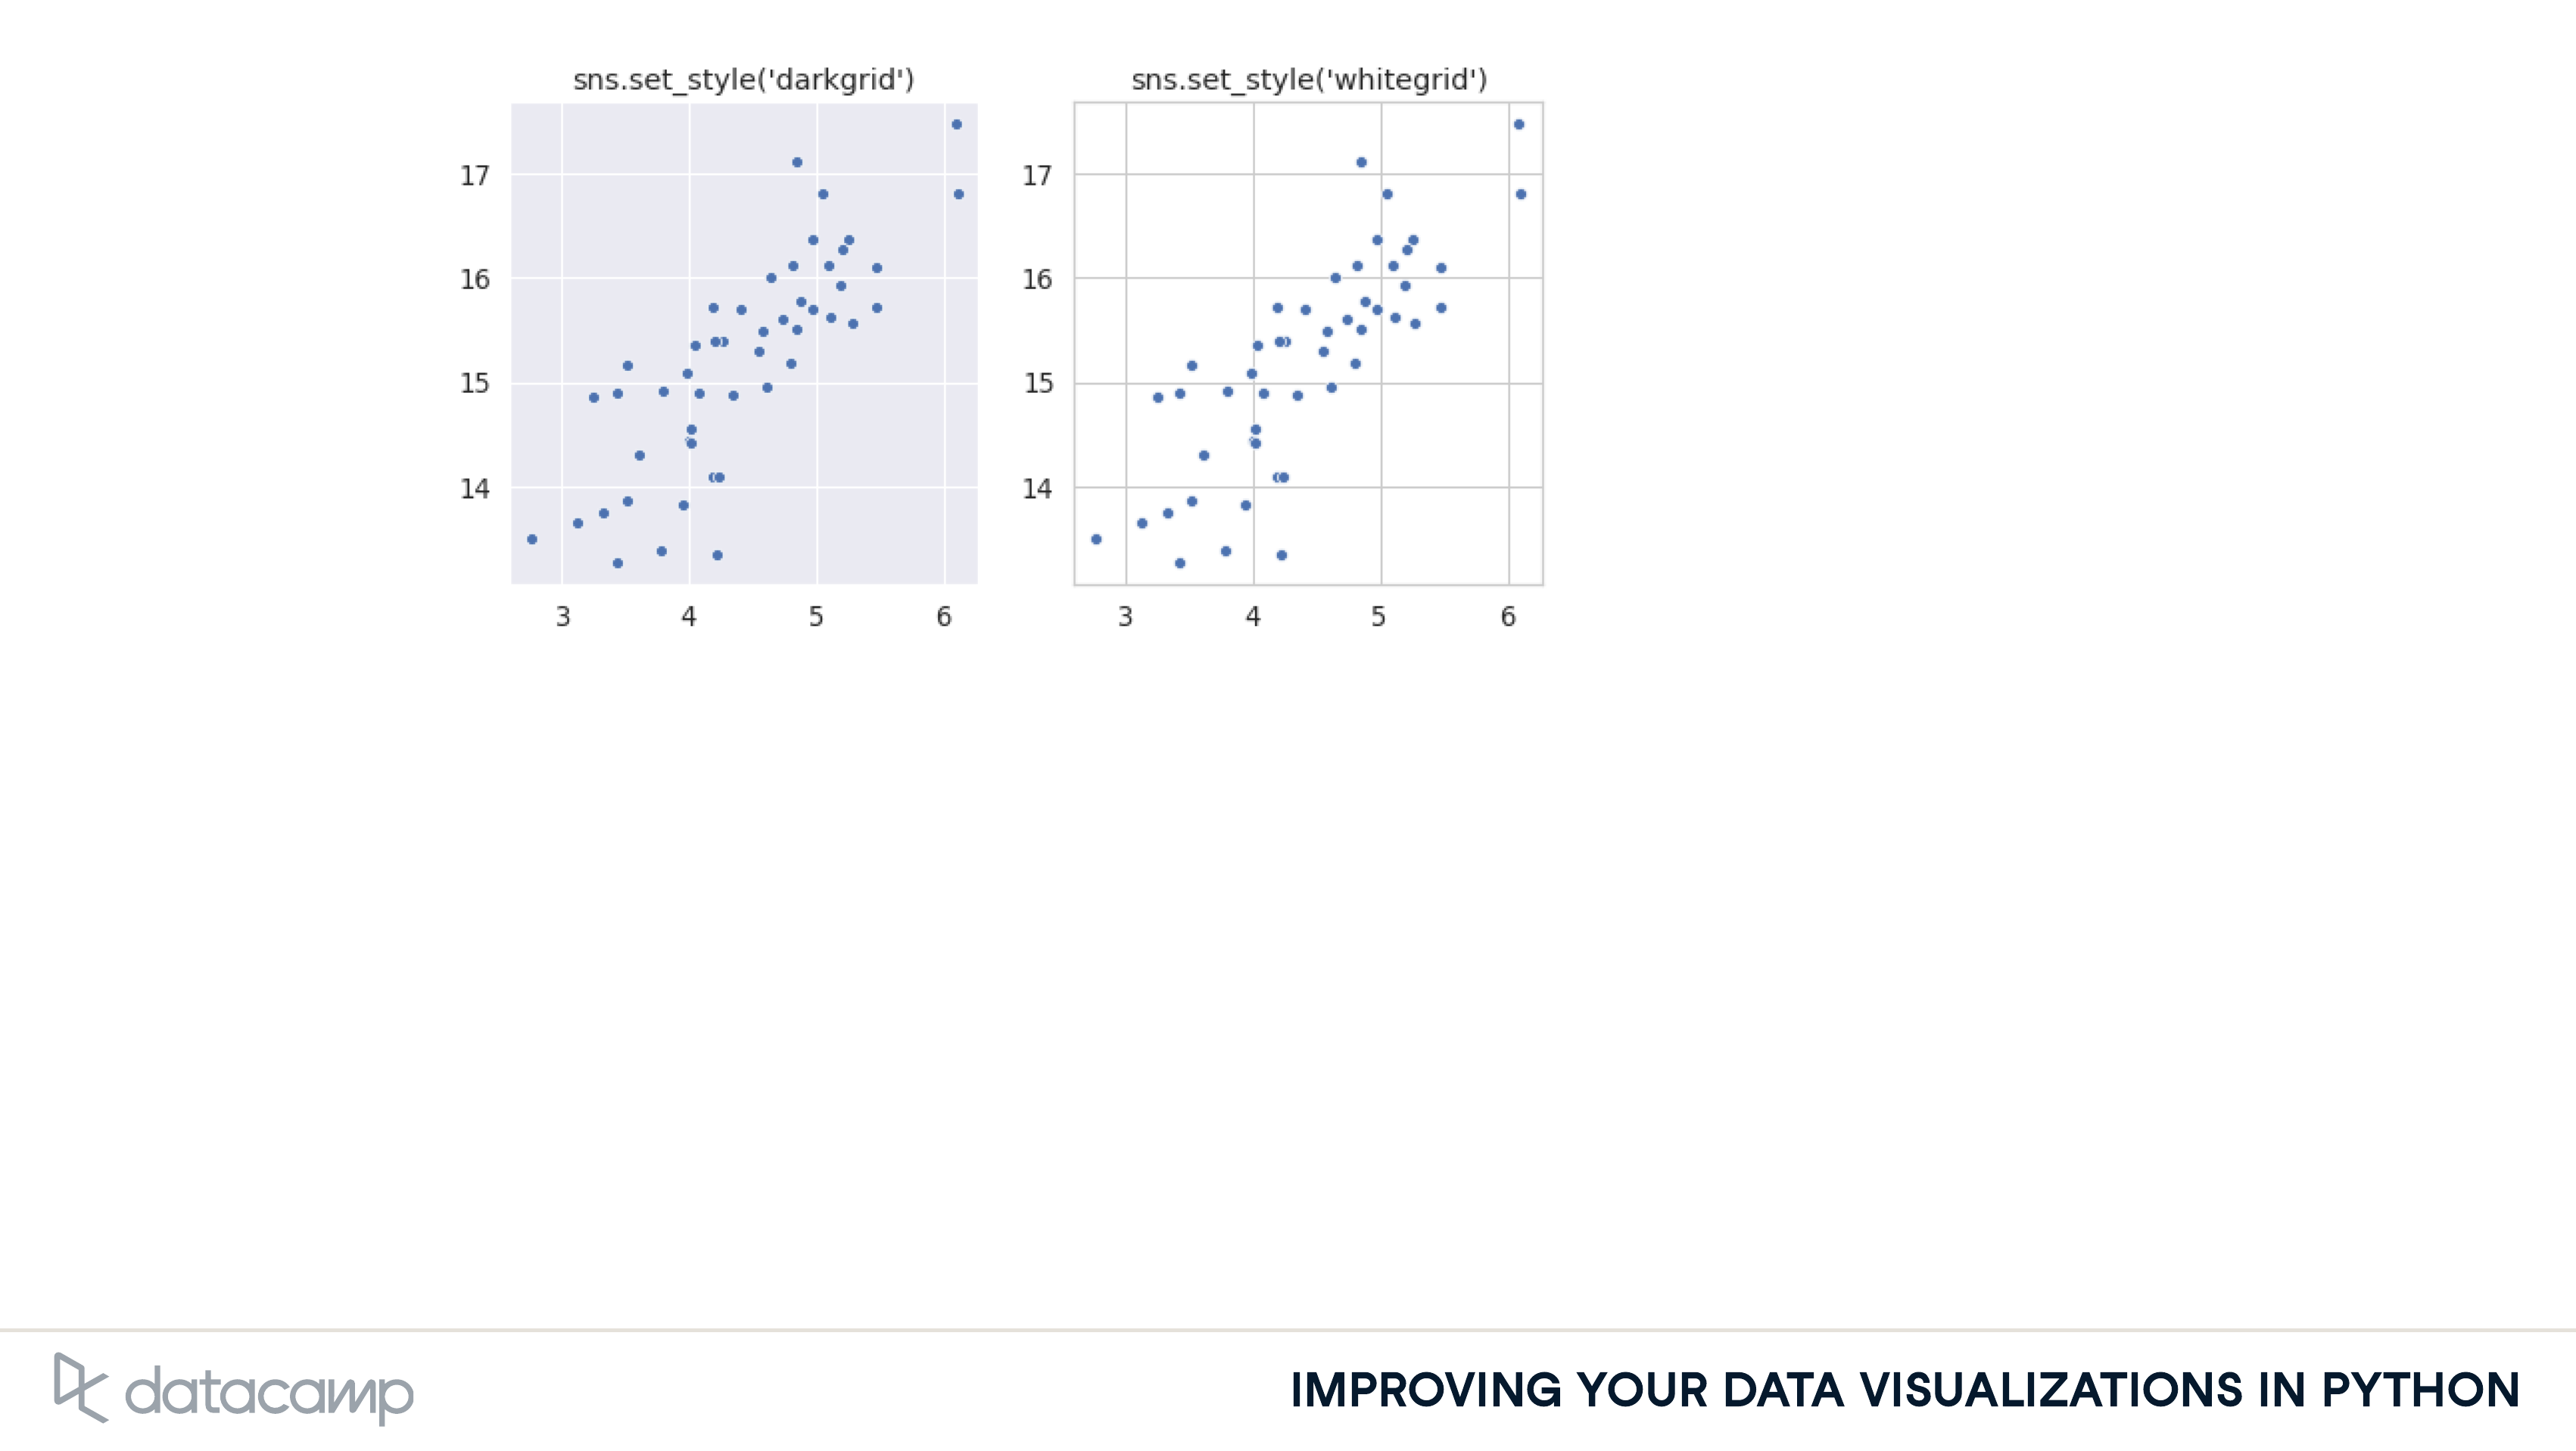 sns.set_style('darkgrid')
17
16
15
14
3 4 5 6
sns.set_style('whitegrid')
17
16
15
14
3 4 5 6
datacamp
IMPROVING YOUR DATA VISUALIZATIONS IN PYTHON